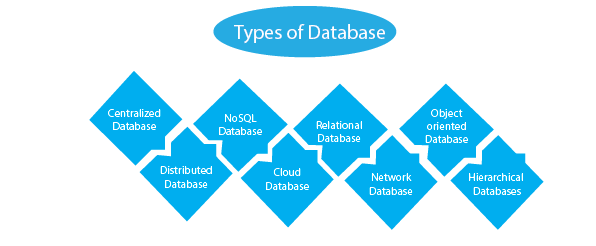 Types of Database
Centralized
Database
Distributed
Database
NoSQL
Database
Cloud
Database
Relational
Database
Network
Database
Object
oriented
Database
Hierarchical
Databases